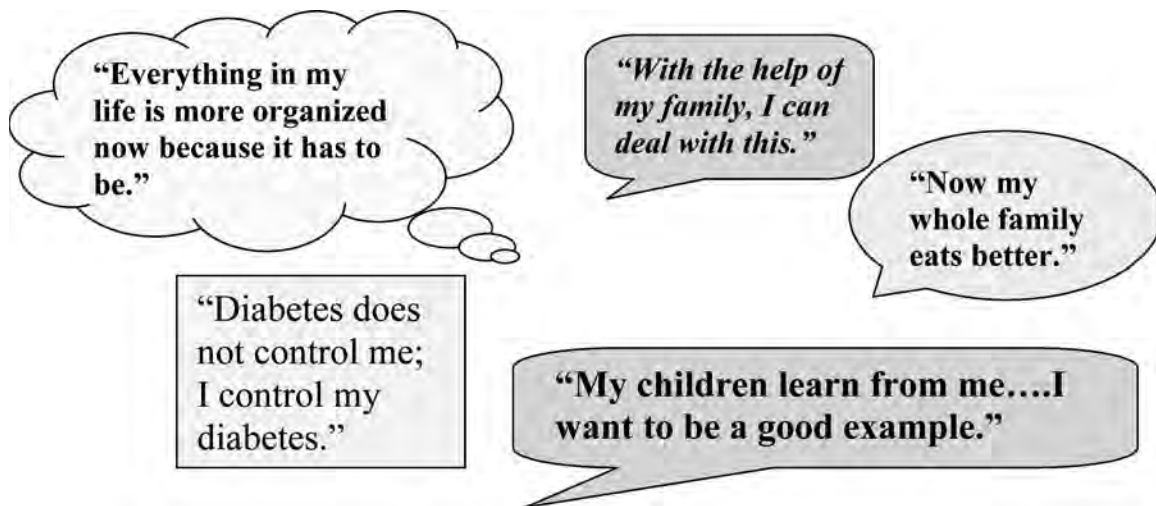 “Everything in my
life is more organized
now because it has to
be.”
“With the help of
my family, I can
deal with this.”
“Now my
whole family
eats better.”
“Diabetes does
not control me;
I control my
diabetes.”
“My children learn from me….I
want to be a good example.”